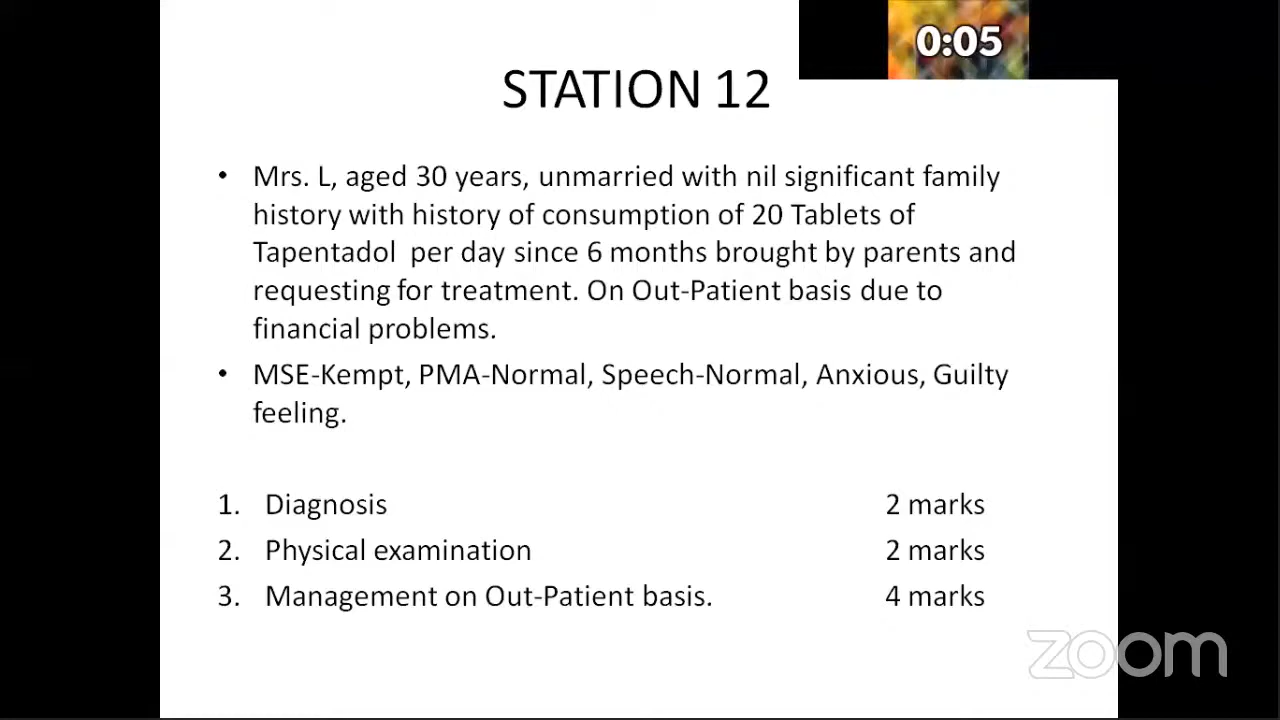 0:05
STATION 12
• Mrs. L, aged 30 years, unmarried with nil significant family
history with history of consumption of 20 Tablets of
Tapentadol  per day since 6 months brought by parents and
requesting for treatment. On Out-Patient basis due to
financial problems.
• MSE-Kempt, PMA-Normal, Speech-Normal, Anxious, Guilty
feeling.
1. Diagnosis 2 marks
2. Physical examination 2 marks
3. Management on Out-Patient basis. 4 marks
zoom